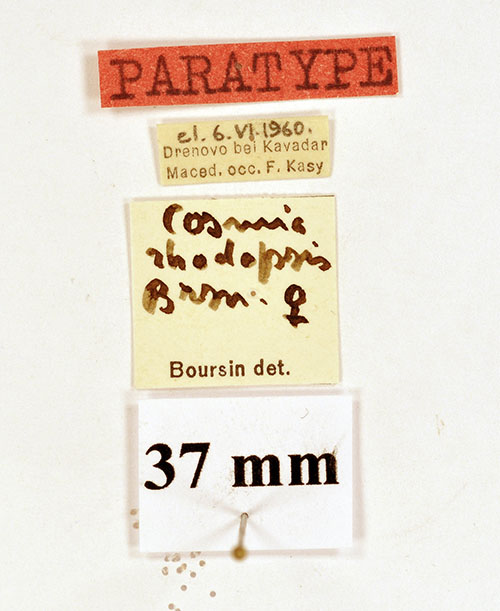 PARATYPE
el. 6.VI.1960.
Drenovo bei Kavadar
Maced. occ. F. Kasy
Cosmia
rhodopsis
Brsn. ♀
Boursin det.
37 mm